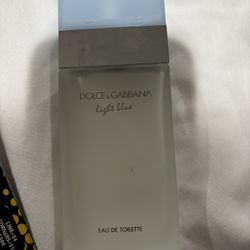 DOLCE & GABBANA
light blue
EAU DE TOILETTE